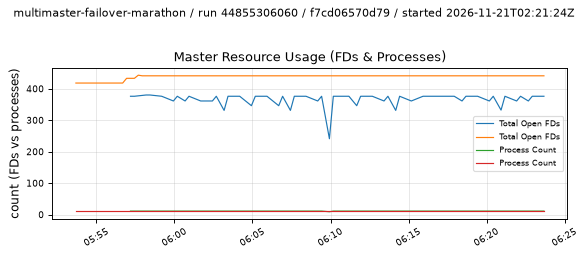 multimaster-failover-marathon / run 44855306060 / f7cd06570d79 / started 2026-11-21T02:21:24Z
Master Resource Usage (FDs & Processes)
count (FDs vs processes)
400
300
200
100
0
Total Open FDs
Total Open FDs
Process Count
Process Count
05:55
06:00
06:05
06:10
06:15
06:20
06:25